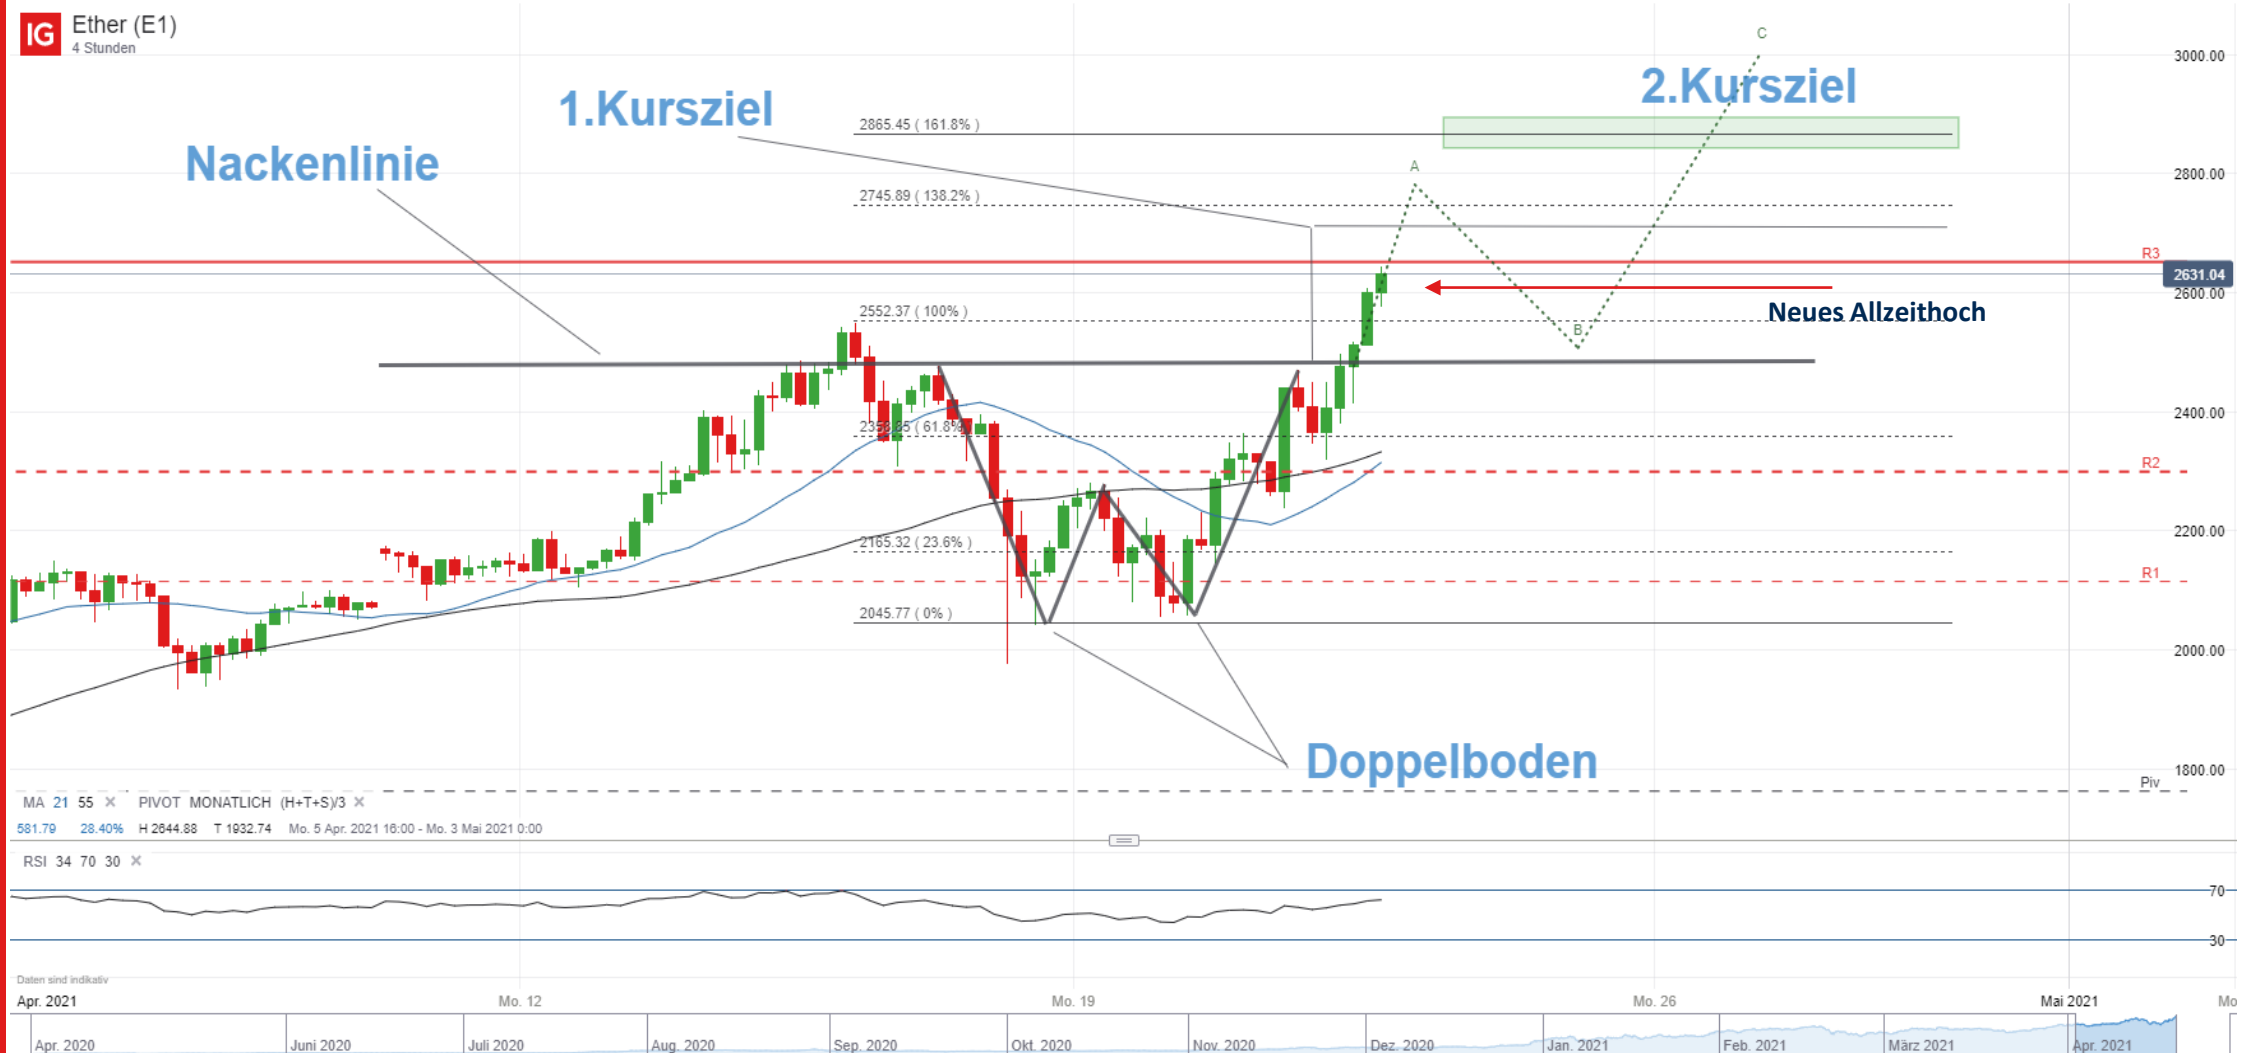 IG
Ether (E1)
4 Stunden
C
3000.00
2.Kursziel
1.Kursziel
2865.45 ( 161.8% )
Nackenlinie
A
2800.00
2745.89 ( 138.2% )
R3
2631.04
2600.00
2552.37 ( 100% )
Neues Allzeithoch
B
2400.00
( 61.8% )
R2
2200.00
2165.32 ( 23.6% )
R1
2045.77 ( 0% )
2000.00
Doppelboden
1800.00
Piv
MA 21 55 × PIVOT MONATLICH (H+T+S)/3 ×
581.79 28.40% H 2644.88 T 1932.74 Mo. 5 Apr. 2021 16:00 - Mo. 3 Mai 2021 0:00
RSI 34 70 30 ×
70
30
Daten sind indikativ
Apr. 2021 Mo. 12 Mo. 19 Mo. 26 Mai 2021 Mo
Apr. 2020 Juni 2020 Juli 2020 Aug. 2020 Sep. 2020 Okt. 2020 Nov. 2020 Dez. 2020 Jan. 2021 Feb. 2021 März 2021 Apr. 2021